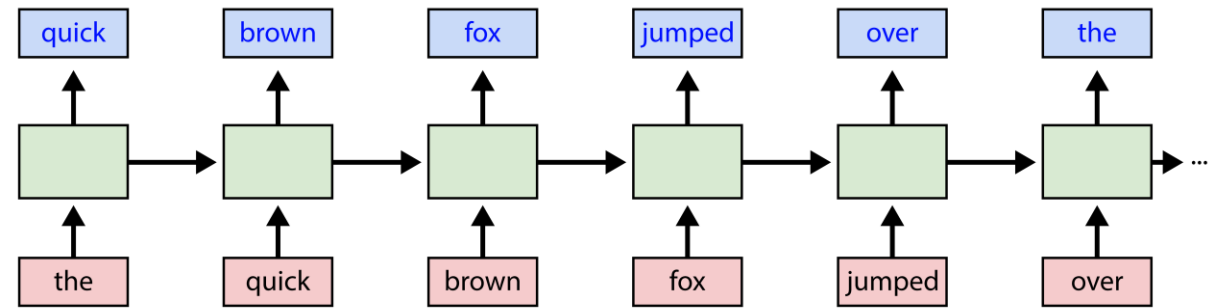 quick brown fox jumped over the
...
the quick brown fox jumped over